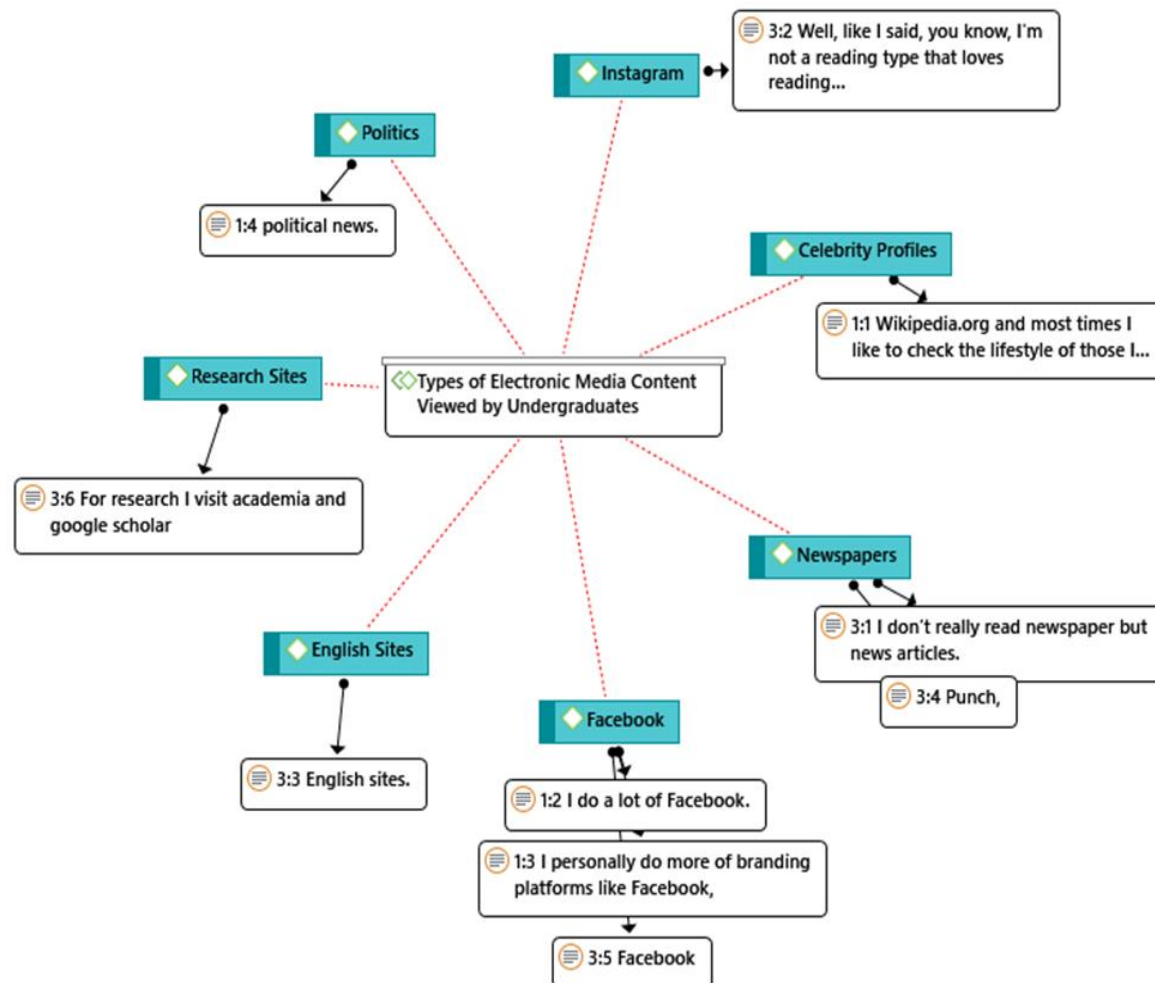 3:2 Well, like I said, you know, I'm
not a reading type that loves
reading...
Instagram
Politics
1:4 political news.
Celebrity Profiles
1:1 Wikipedia.org and most times I
like to check the lifestyle of those I...
Research Sites
Types of Electronic Media Content
Viewed by Undergraduates
3:6 For research I visit academia and
google scholar
Newspapers
3:1 I don't really read newspaper but
news articles.
3:4 Punch,
English Sites
3:3 English sites.
Facebook
1:2 I do a lot of Facebook.
1:3 I personally do more of branding
platforms like Facebook,
3:5 Facebook